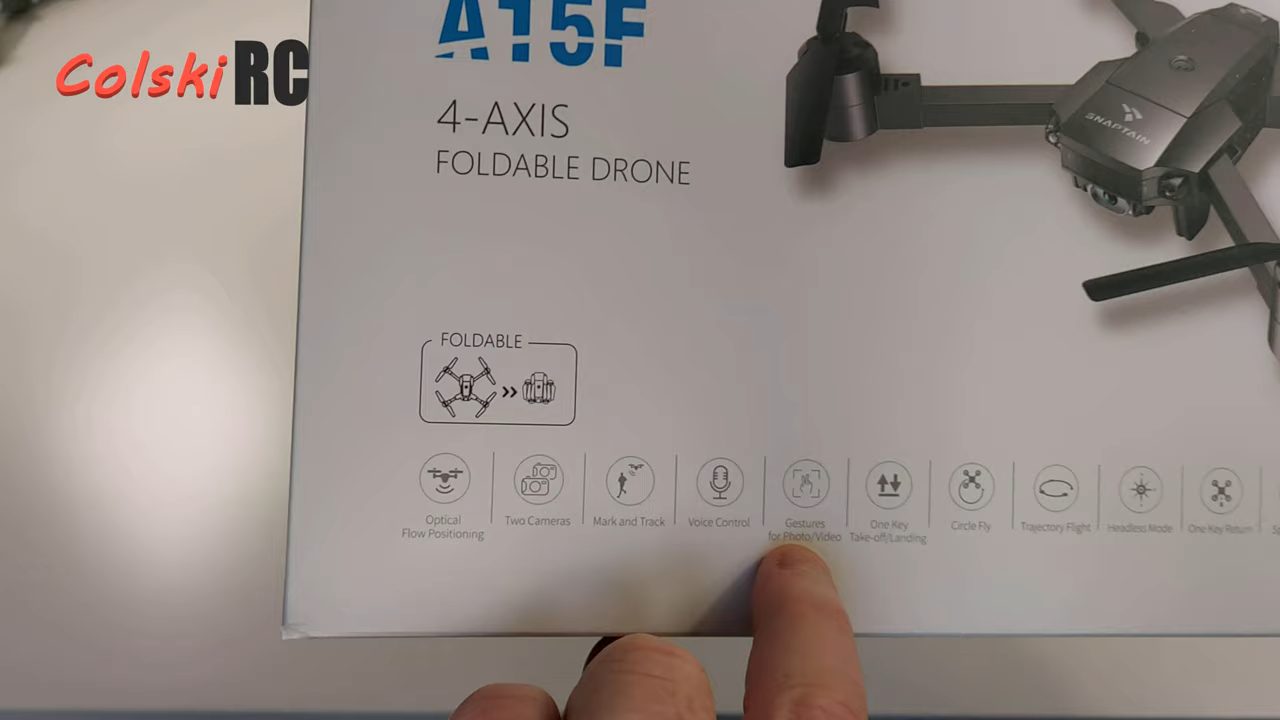 Colski RC
A15F
4-AXIS
FOLDABLE DRONE
SNAPTAIN
FOLDABLE
Optical
Flow Positioning
Two Cameras
Mark and Track
Voice Control
Gestures
for Photo/Video
One Key
Take-off/Landing
Circle Fly
Trajectory Flight
Headless Mode
One Key Return